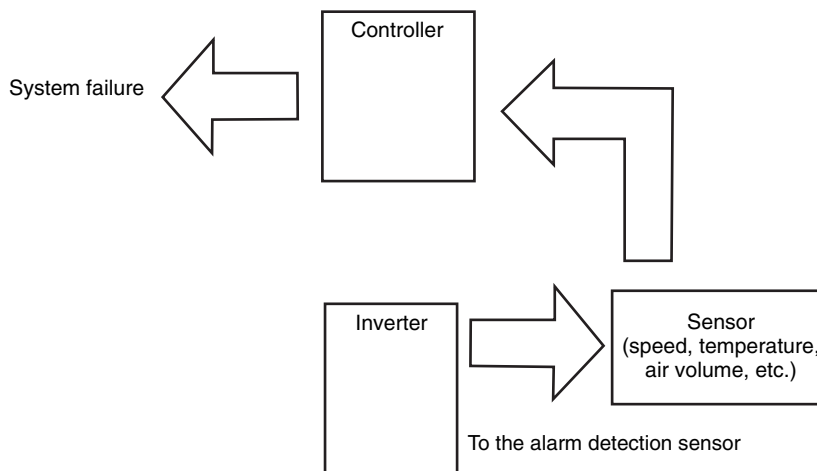 Controller
System failure
Inverter
Sensor
(speed, temperature,
air volume, etc.)
To the alarm detection sensor